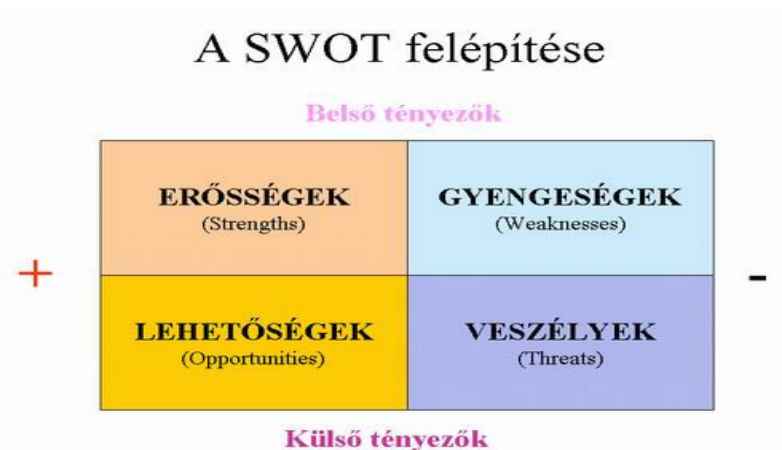 A SWOT felépítése
Belső tényezők
ERŐSSÉGEK
(Strengths)
GYENGESÉGEK
(Weaknesses)
+
-
LEHETŐSÉGEK
(Opportunities)
VESZÉLYEK
(Threats)
Külső tényezők